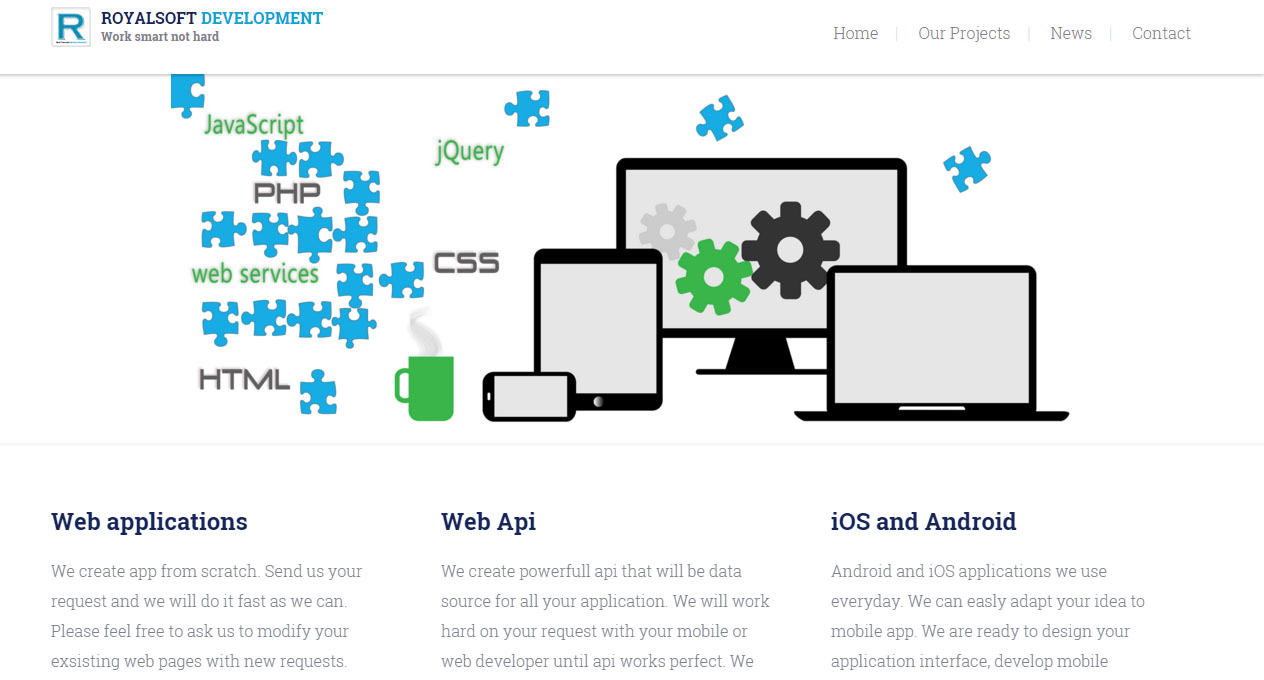 ROYALSOFT DEVELOPMENT
Work smart not hard
Home
Our Projects
News
Contact
JavaScript
jQuery
PHP
CSS
web services
HTML
Web applications
We create app from scratch. Send us your
request and we will do it fast as we can.
Please feel free to ask us to modify your
exsisting web pages with new requests.
Web Api
We create powerfull api that will be data
source for all your application. We will work
hard on your request with your mobile or
web developer until api works perfect. We
iOS and Android
Android and iOS applications we use
everyday. We can easly adapt your idea to
mobile app. We are ready to design your
application interface, develop mobile